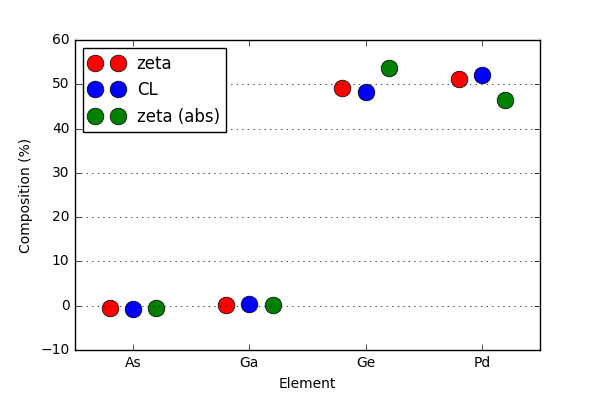 60
50
40
30
20
10
0
−10
Composition (%)
zeta
CL
zeta (abs)
As Ga Ge Pd
Element